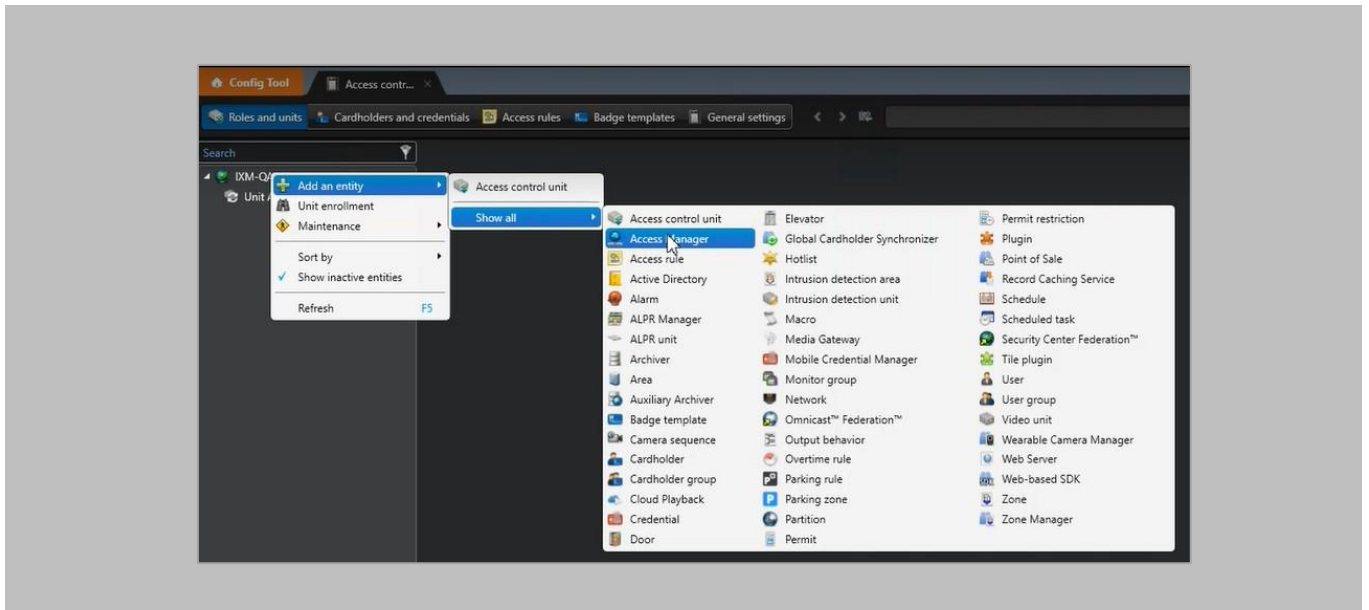 Config Tool
Access contr...
Roles and units
Cardholders and credentials
Access rules
Badge templates
General settings
Search
IXM-QA
Unit
Add an entity
Unit enrollment
Maintenance
Sort by
Show inactive entities
Refresh F5
Access control unit
Show all
Access control unit
Access Manager
Access rule
Active Directory
Alarm
ALPR Manager
ALPR unit
Archiver
Area
Auxiliary Archiver
Badge template
Camera sequence
Cardholder
Cardholder group
Cloud Playback
Credential
Door
Elevator
Global Cardholder Synchronizer
Hotlist
Intrusion detection area
Intrusion detection unit
Macro
Media Gateway
Mobile Credential Manager
Monitor group
Network
Omnicast™ Federation™
Output behavior
Overtime rule
Parking rule
Parking zone
Partition
Permit
Permit restriction
Plugin
Point of Sale
Record Caching Service
Schedule
Scheduled task
Security Center Federation™
Tile plugin
User
User group
Video unit
Wearable Camera Manager
Web Server
Web-based SDK
Zone
Zone Manager